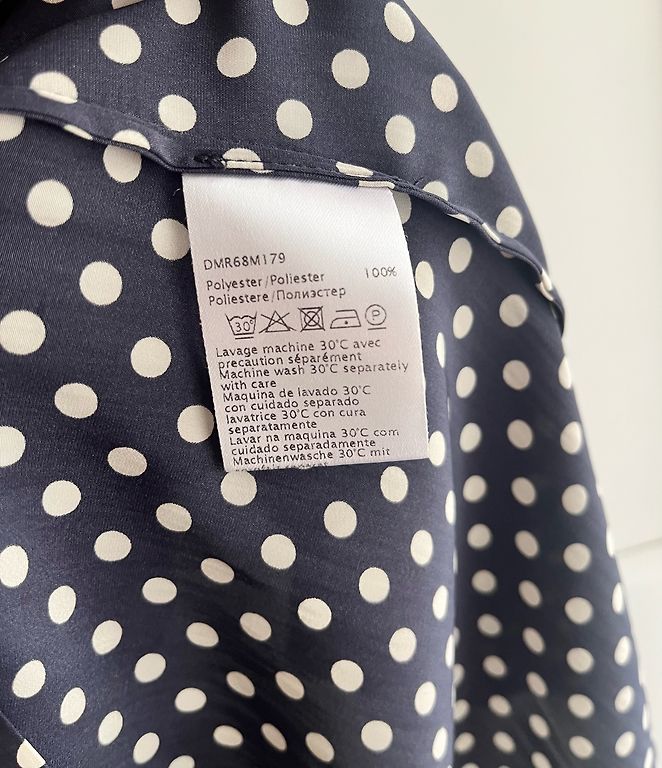 DMR68M179
Polyester/Poliester 100%
Poliestere/Полиэстер
30°
P
Lavage machine 30°C avec
precaution séparément
Machine wash 30°C separately
with care
Maquina de lavado 30°C
con cuidado separado
lavatrice 30°C con cura
separatamente
Lavar na maquina 30°C com
cuidado separadamente
Machinenwasche 30°C mit